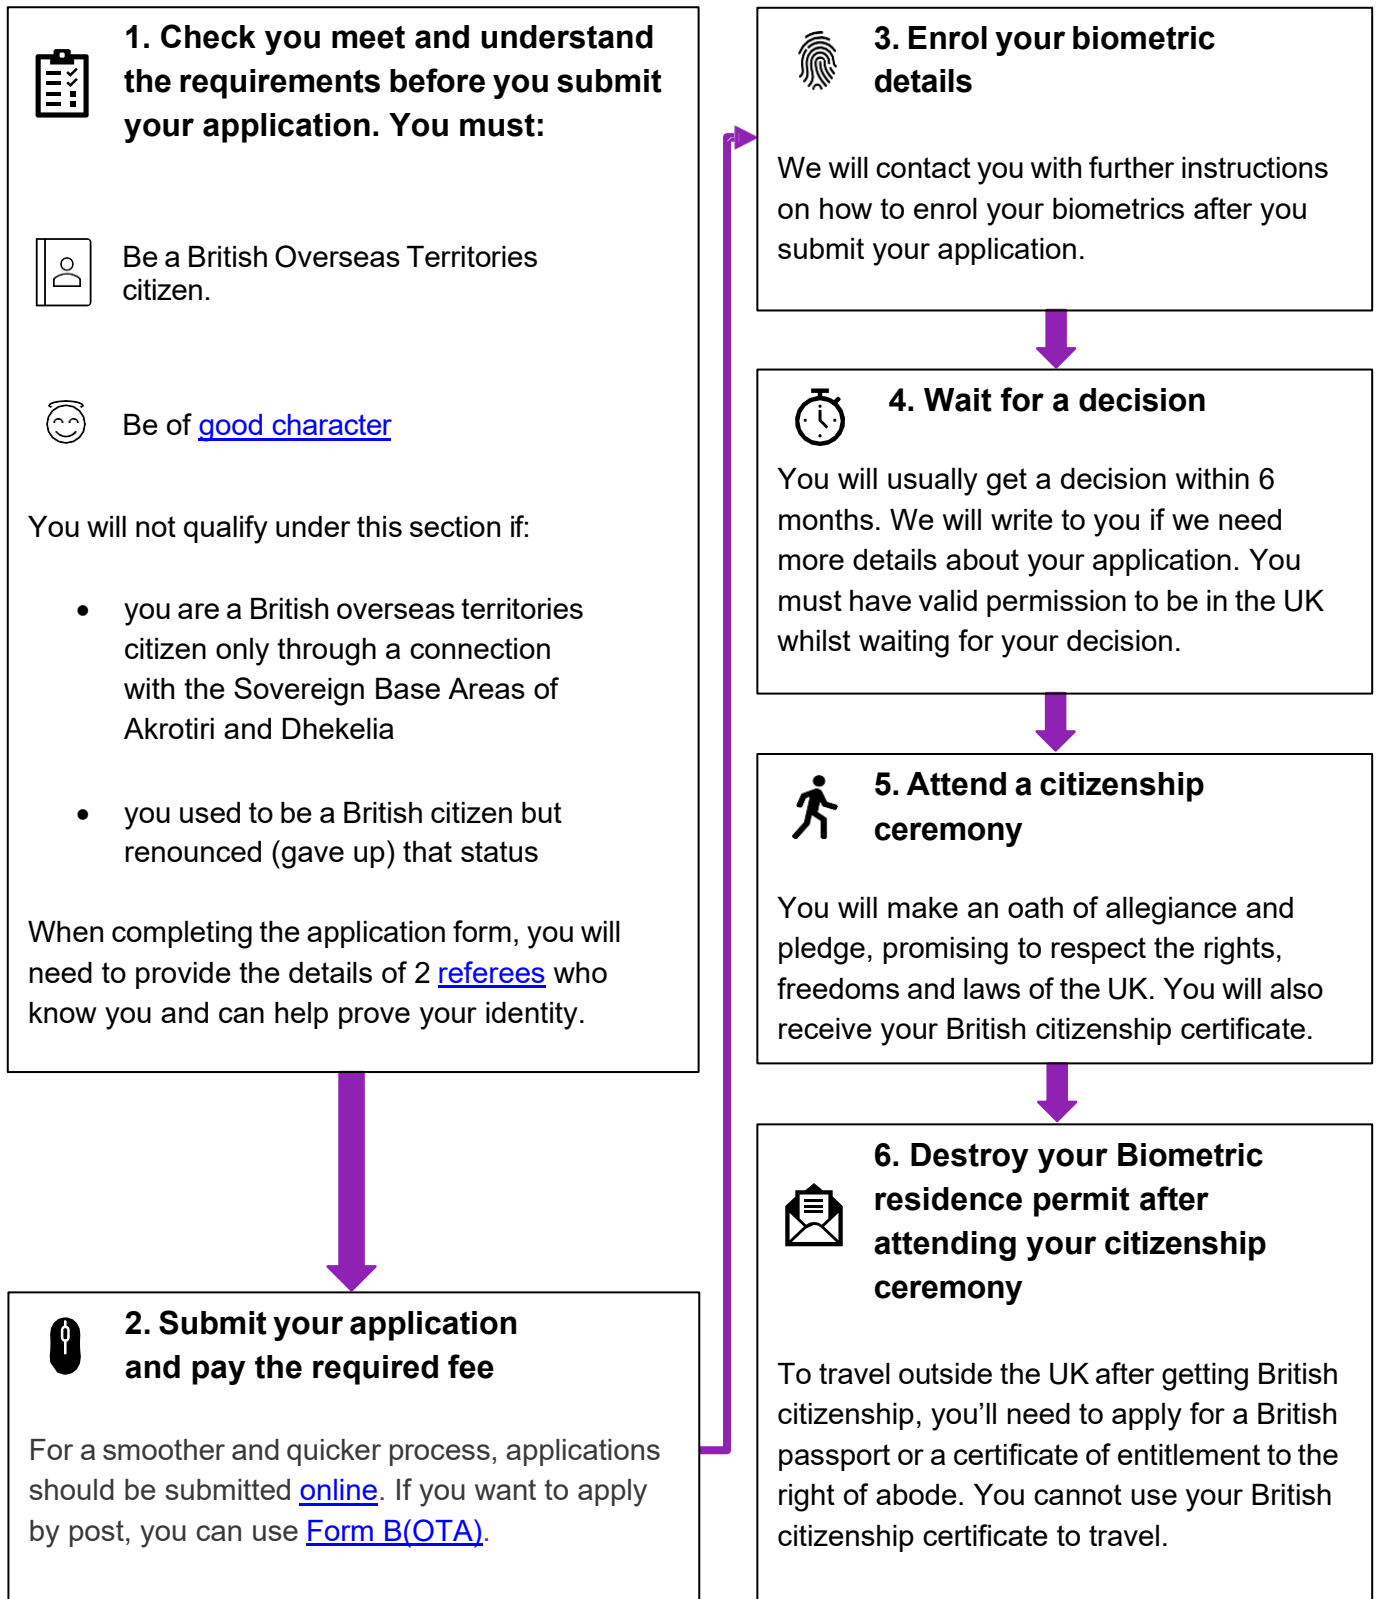 1. Check you meet and understand
the requirements before you submit
your application. You must:
Be a British Overseas Territories
citizen.
Be of good character
You will not qualify under this section if:
• you are a British overseas territories
citizen only through a connection
with the Sovereign Base Areas of
Akrotiri and Dhekelia
• you used to be a British citizen but
renounced (gave up) that status
When completing the application form, you will
need to provide the details of 2 referees who
know you and can help prove your identity.
2. Submit your application
and pay the required fee
For a smoother and quicker process, applications
should be submitted online. If you want to apply
by post, you can use Form B(OTA).
3. Enrol your biometric
details
We will contact you with further instructions
on how to enrol your biometrics after you
submit your application.
4. Wait for a decision
You will usually get a decision within 6
months. We will write to you if we need
more details about your application. You
must have valid permission to be in the UK
whilst waiting for your decision.
5. Attend a citizenship
ceremony
You will make an oath of allegiance and
pledge, promising to respect the rights,
freedoms and laws of the UK. You will also
receive your British citizenship certificate.
6. Destroy your Biometric
residence permit after
attending your citizenship
ceremony
To travel outside the UK after getting British
citizenship, you’ll need to apply for a British
passport or a certificate of entitlement to the
right of abode. You cannot use your British
citizenship certificate to travel.